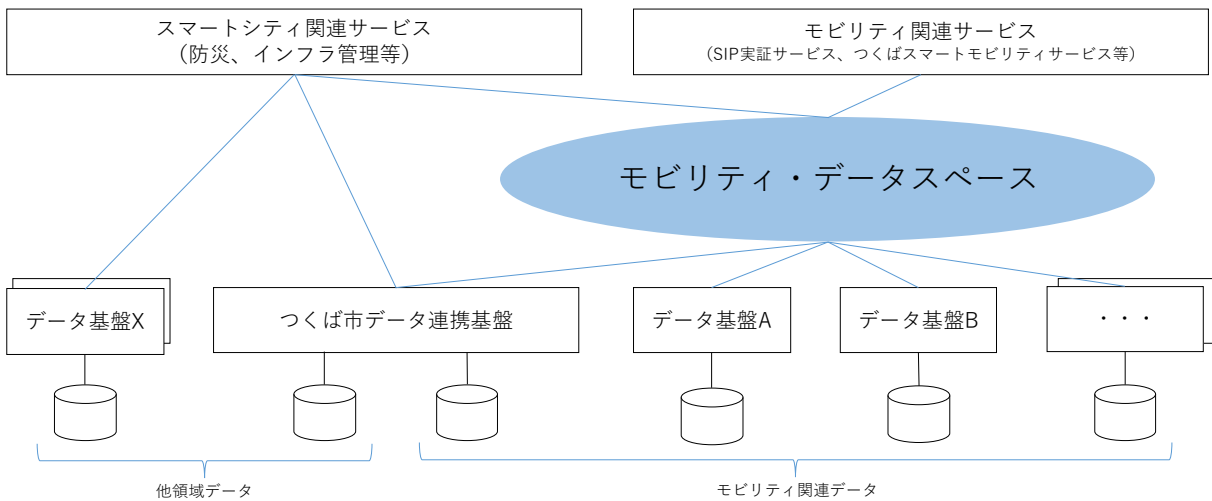 スマートシティ関連サービス
（防災、インフラ管理等）
モビリティ関連サービス
（SIP実証サービス、つくばスマートモビリティサービス等）
モビリティ・データスペース
データ基盤X
つくば市データ連携基盤
データ基盤A
データ基盤B
・・・
他領域データ
モビリティ関連データ